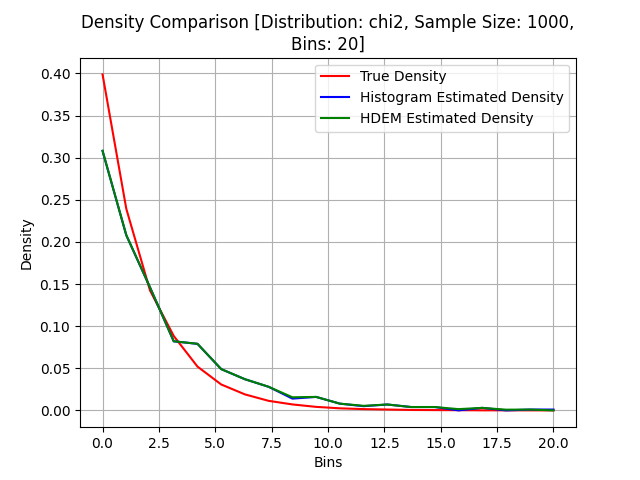 Density Comparison [Distribution: chi2, Sample Size: 1000,
Bins: 20]
True Density
Histogram Estimated Density
HDEM Estimated Density
Density
0.40
0.35
0.30
0.25
0.20
0.15
0.10
0.05
0.00
0.0 2.5 5.0 7.5 10.0 12.5 15.0 17.5 20.0
Bins